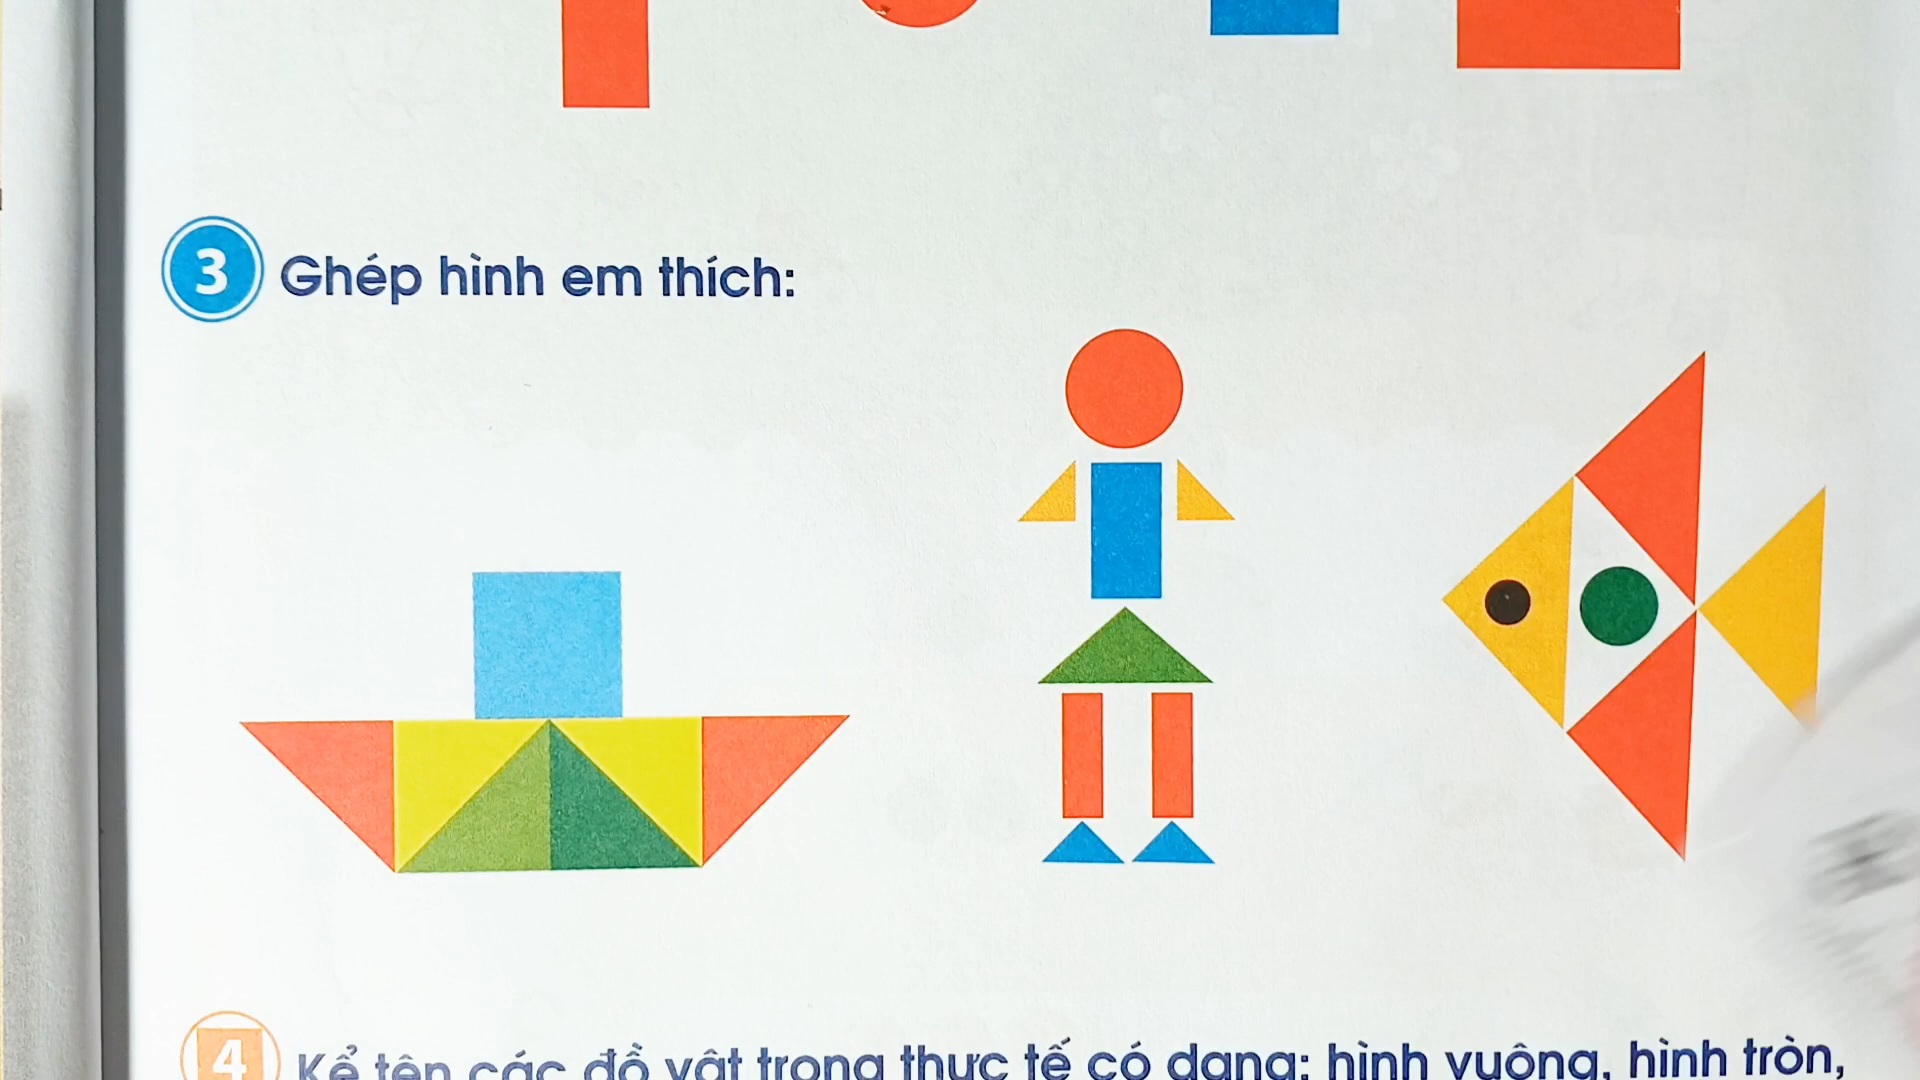 3 Ghép hình em thích:
4 Kể tên các đồ vật trong thực tế có dạng: hình vuông, hình tròn,